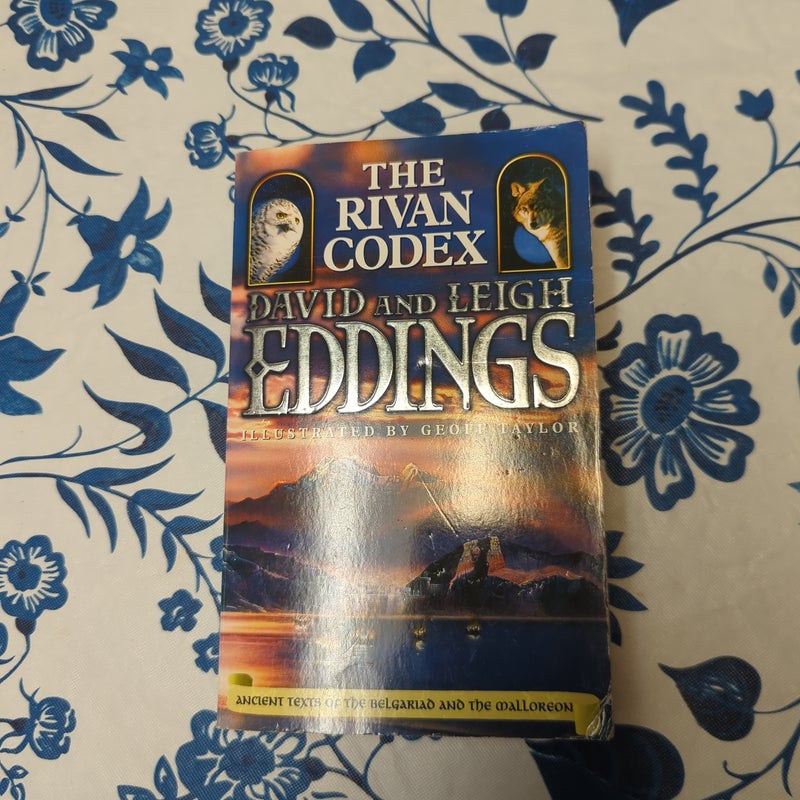 THE
RIVAN
CODEX
DAVID AND LEIGH
EDDINGS
ILLUSTRATED BY GEOFF TAYLOR
ANCIENT TEXTS OF THE BELGARIAD AND THE MALLOREON